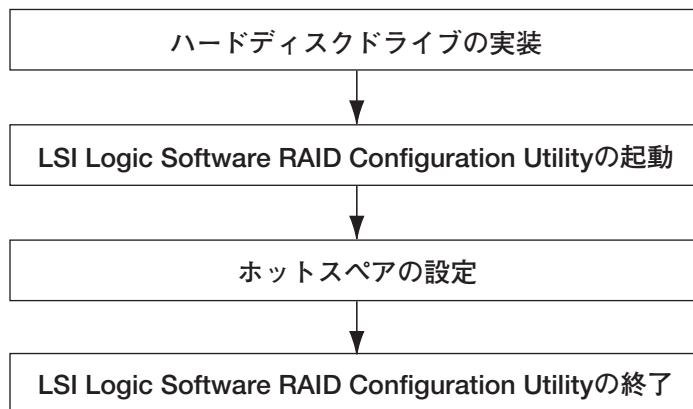 ハードディスクドライブの実装
LSI Logic Software RAID Configuration Utilityの起動
ホットスペアの設定
LSI Logic Software RAID Configuration Utilityの終了